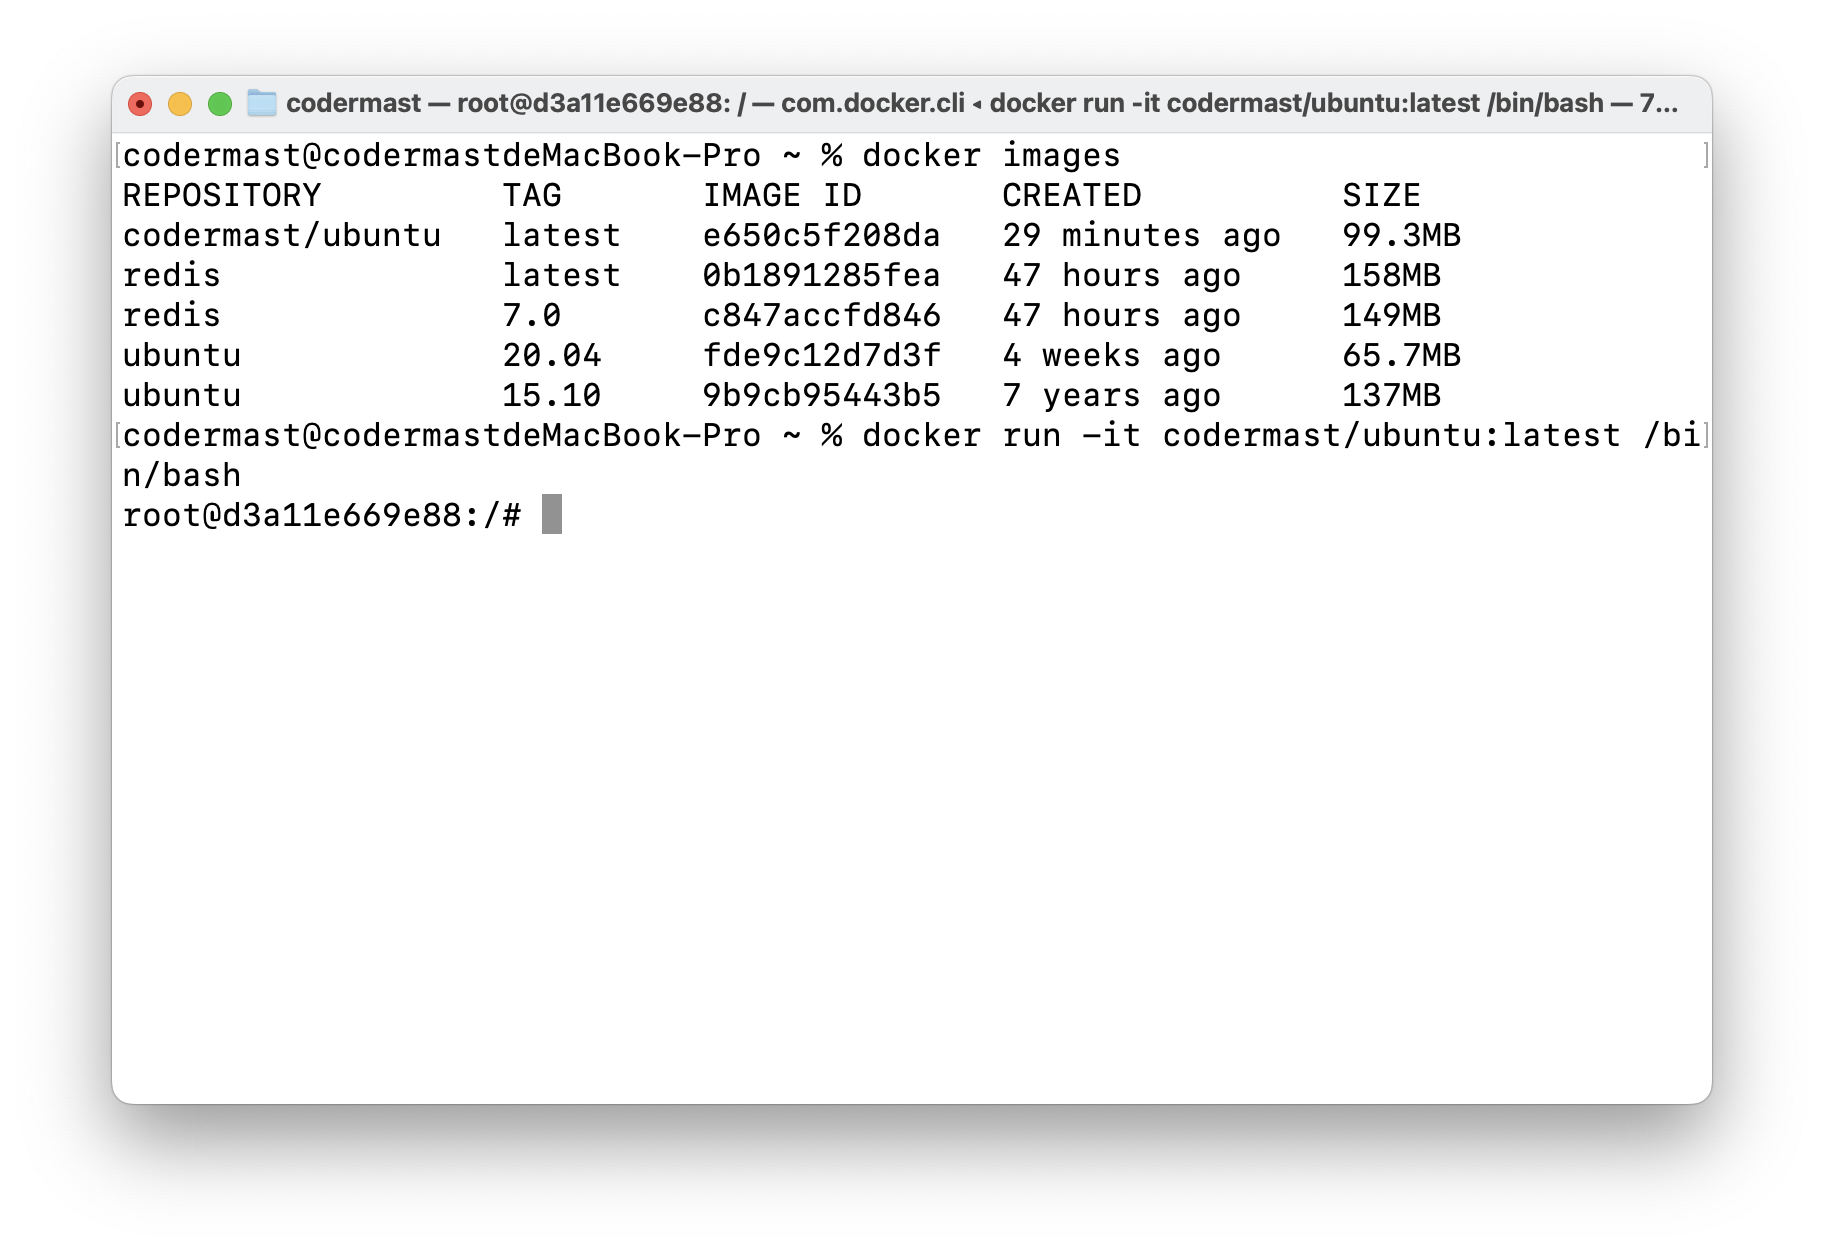 codermast — root@d3a11e669e88: / — com.docker.cli ◂ docker run -it codermast/ubuntu:latest /bin/bash — 7...
[codermast@codermastdeMacBook-Pro ~ % docker images ]
REPOSITORY         TAG       IMAGE ID       CREATED          SIZE
codermast/ubuntu   latest    e650c5f208da   29 minutes ago   99.3MB
redis              latest    0b1891285fea   47 hours ago     158MB
redis              7.0       c847accfd846   47 hours ago     149MB
ubuntu             20.04     fde9c12d7d3f   4 weeks ago      65.7MB
ubuntu             15.10     9b9cb95443b5   7 years ago      137MB
[codermast@codermastdeMacBook-Pro ~ % docker run -it codermast/ubuntu:latest /bi]
n/bash
root@d3a11e669e88:/#